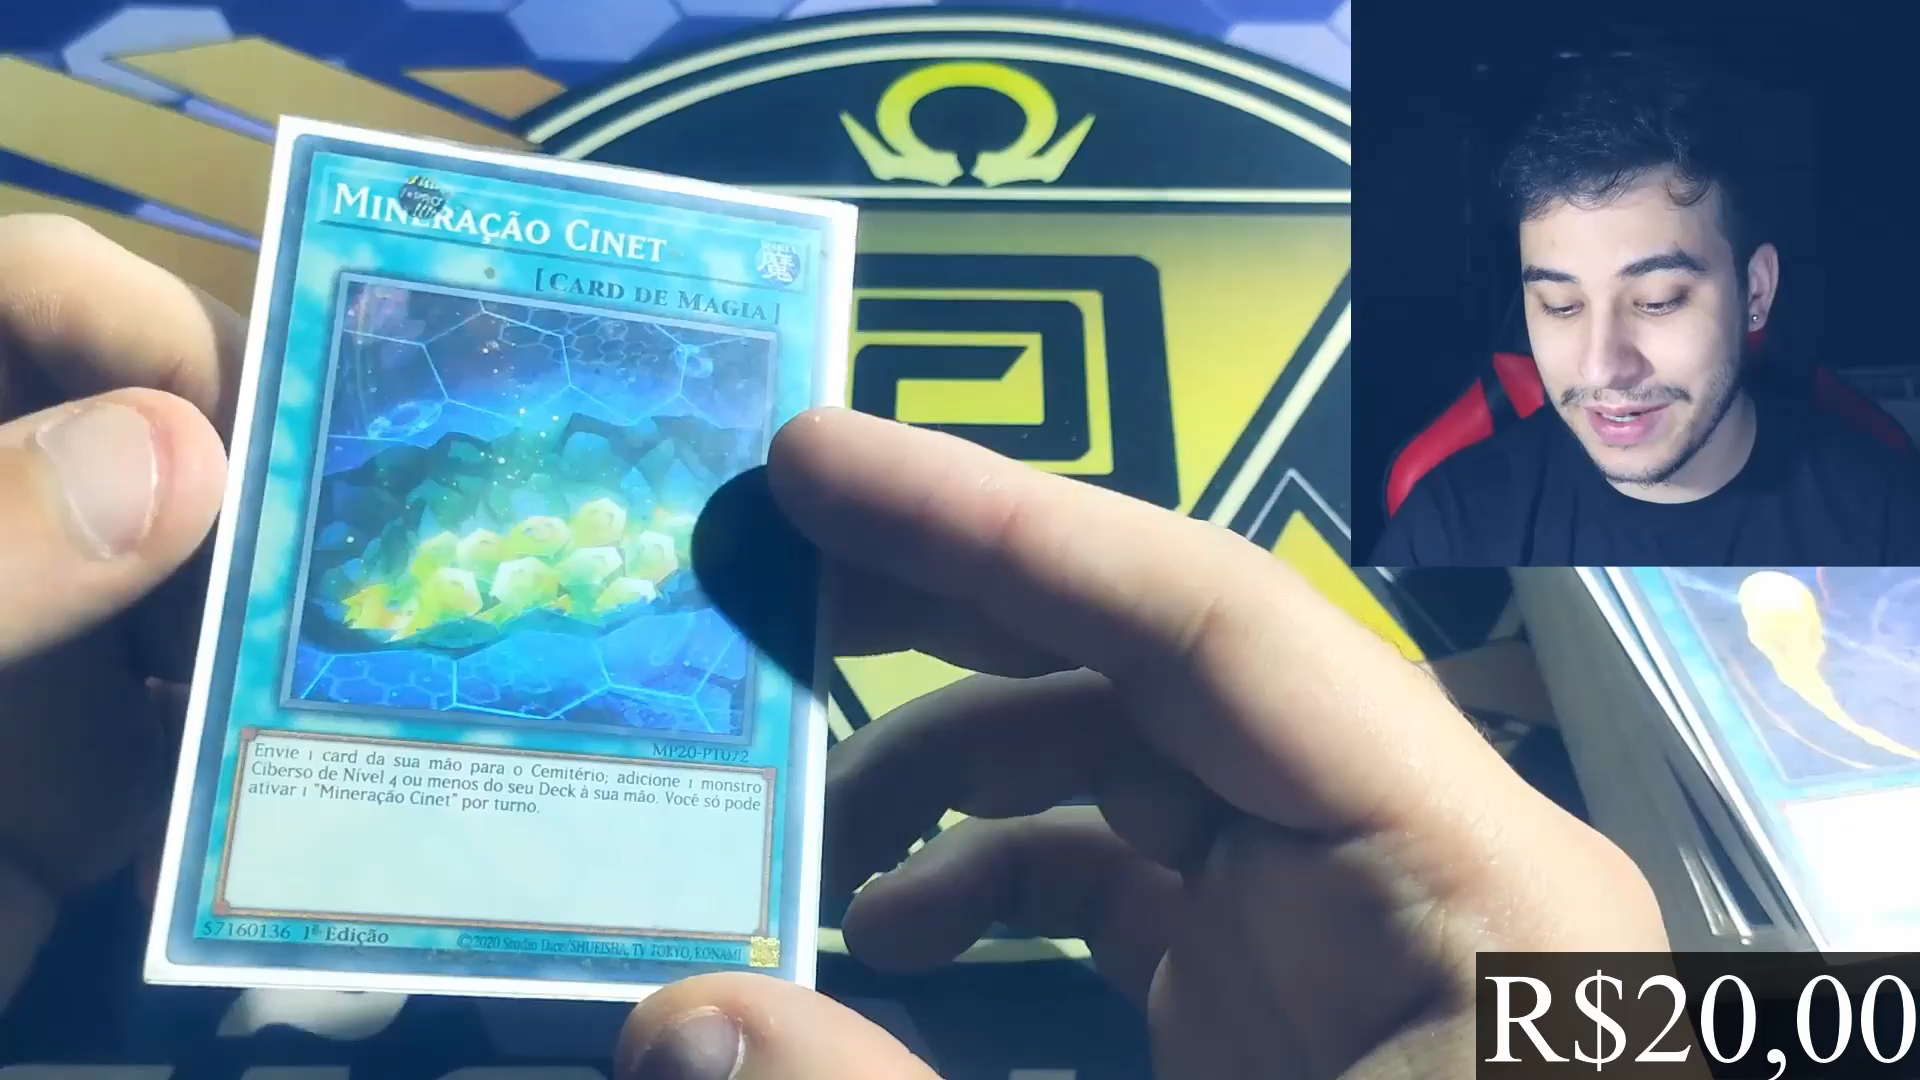 Mineração Cinet
[Card de Magia]
MP20-PT072
Envie 1 card da sua mão para o Cemitério; adicione 1 monstro
Ciberso de Nível 4 ou menos do seu Deck à sua mão. Você só pode
ativar 1 "Mineração Cinet" por turno.
57160136 1ª Edição
©2020 Studio Dice/SHUEISHA, TV TOKYO, KONAMI
R$20,00